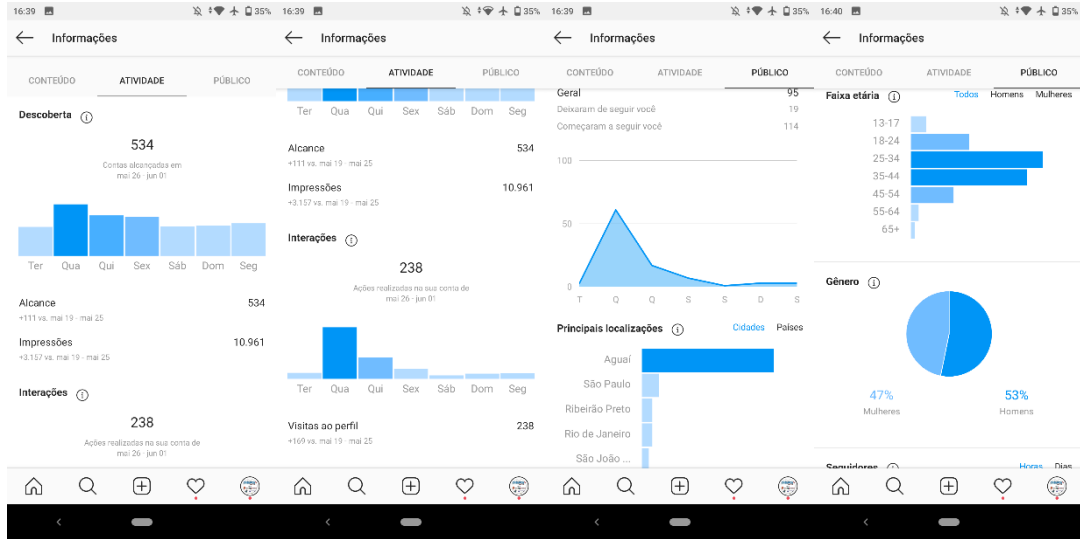 16:39 35%
Informações
CONTEÚDO ATIVIDADE PÚBLICO
Descoberta
534
Contas alcançadas em
mai 26 - jun 01
Ter Qua Qui Sex Sáb Dom Seg
Alcance 534
+111 vs. mai 19 - mai 25
Impressões 10.961
+3.157 vs. mai 19 - mai 25
Interações
238
Ações realizadas na sua conta de
mai 26 - jun 01
16:39 35%
Informações
CONTEÚDO ATIVIDADE PÚBLICO
Ter Qua Qui Sex Sáb Dom Seg
Alcance 534
+111 vs. mai 19 - mai 25
Impressões 10.961
+3.157 vs. mai 19 - mai 25
Interações
238
Ações realizadas na sua conta de
mai 26 - jun 01
Ter Qua Qui Sex Sáb Dom Seg
Visitas ao perfil 238
+169 vs. mai 19 - mai 25
16:39 35%
Informações
CONTEÚDO ATIVIDADE PÚBLICO
Geral 95
Deixaram de seguir você 19
Começaram a seguir você 114
100
50
0
T Q Q S S D S
Principais localizações Cidades Países
Aguaí
São Paulo
Ribeirão Preto
Rio de Janeiro
São João ...
16:40 35%
Informações
CONTEÚDO ATIVIDADE PÚBLICO
Faixa etária Todos Homens Mulheres
13-17
18-24
25-34
35-44
45-54
55-64
65+
Gênero
47% 53%
Mulheres Homens
Seguidores Horas Dias